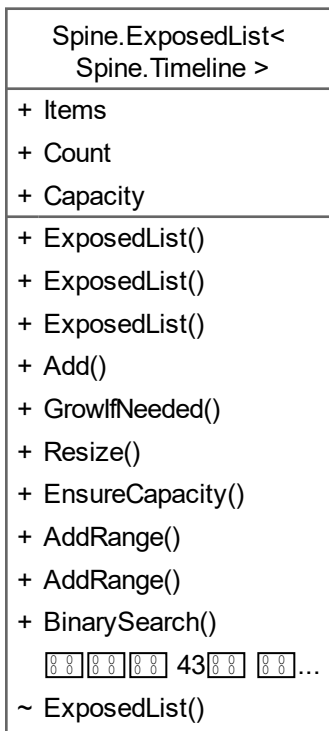 Spine.ExposedList<
Spine.Timeline >
+ Items
+ Count
+ Capacity
+ ExposedList()
+ ExposedList()
+ ExposedList()
+ Add()
+ GrowIfNeeded()
+ Resize()
+ EnsureCapacity()
+ AddRange()
+ AddRange()
+ BinarySearch()
43 ...
~ ExposedList()